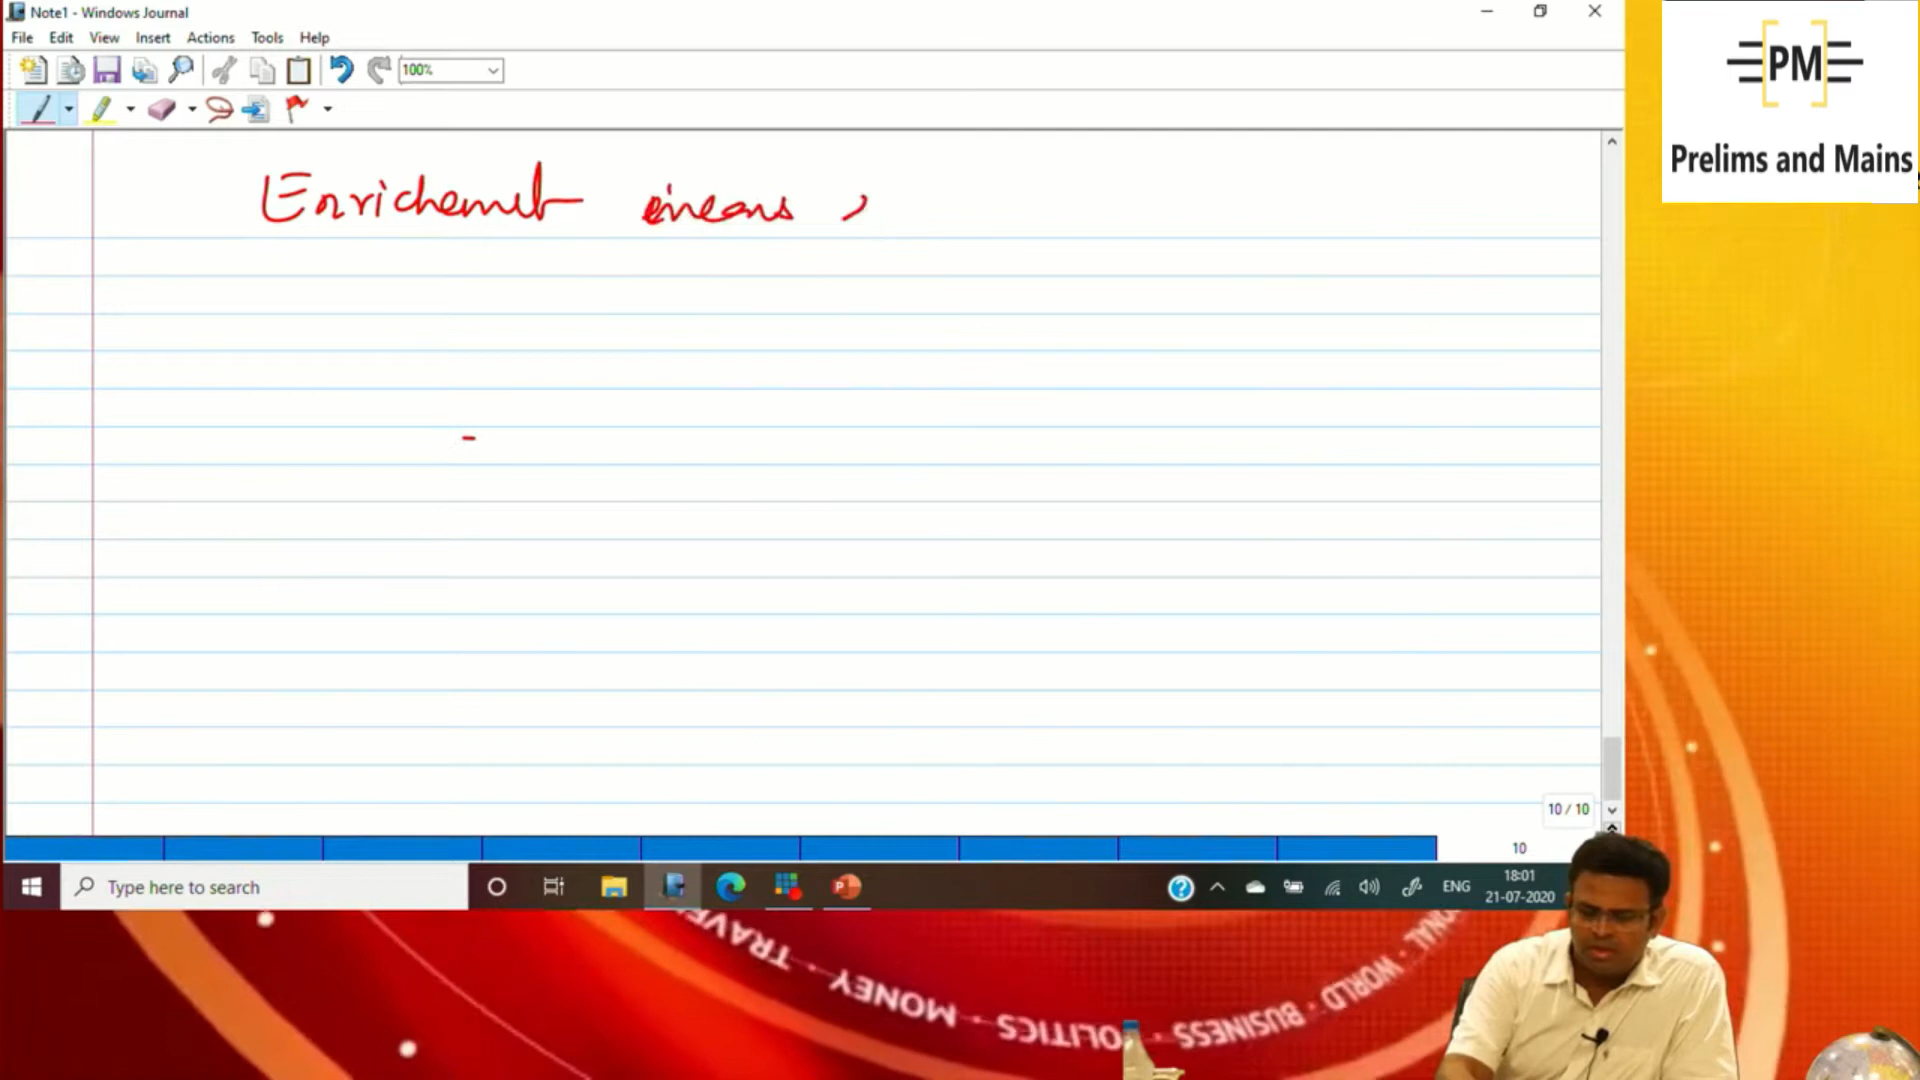 Note1 - Windows Journal
File Edit View Insert Actions Tools Help
100%
PM
Prelims and Mains
Enrichemet means ,
-
10 / 10
10
Type here to search
ENG
18:01
21-07-2020
TRAVEL · MONEY · POLITICS · BUSINESS · WORLD ·